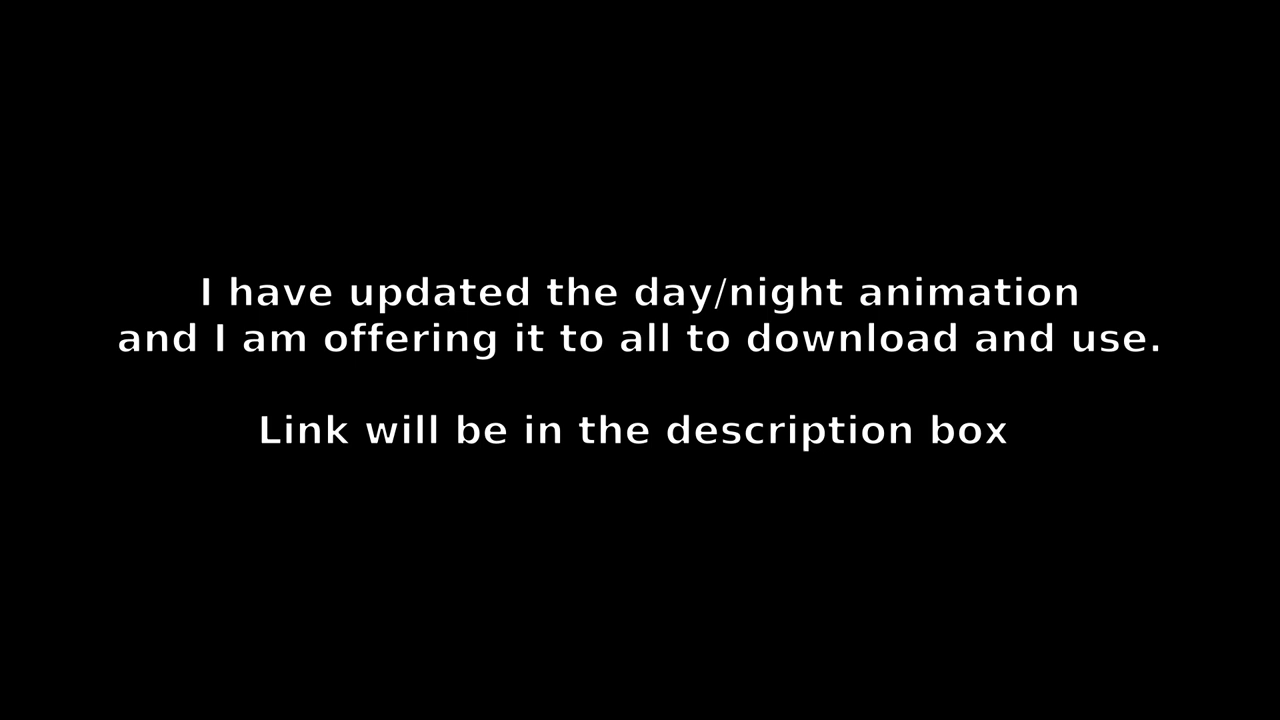 I have updated the day/night animation
and I am offering it to all to download and use.
Link will be in the description box